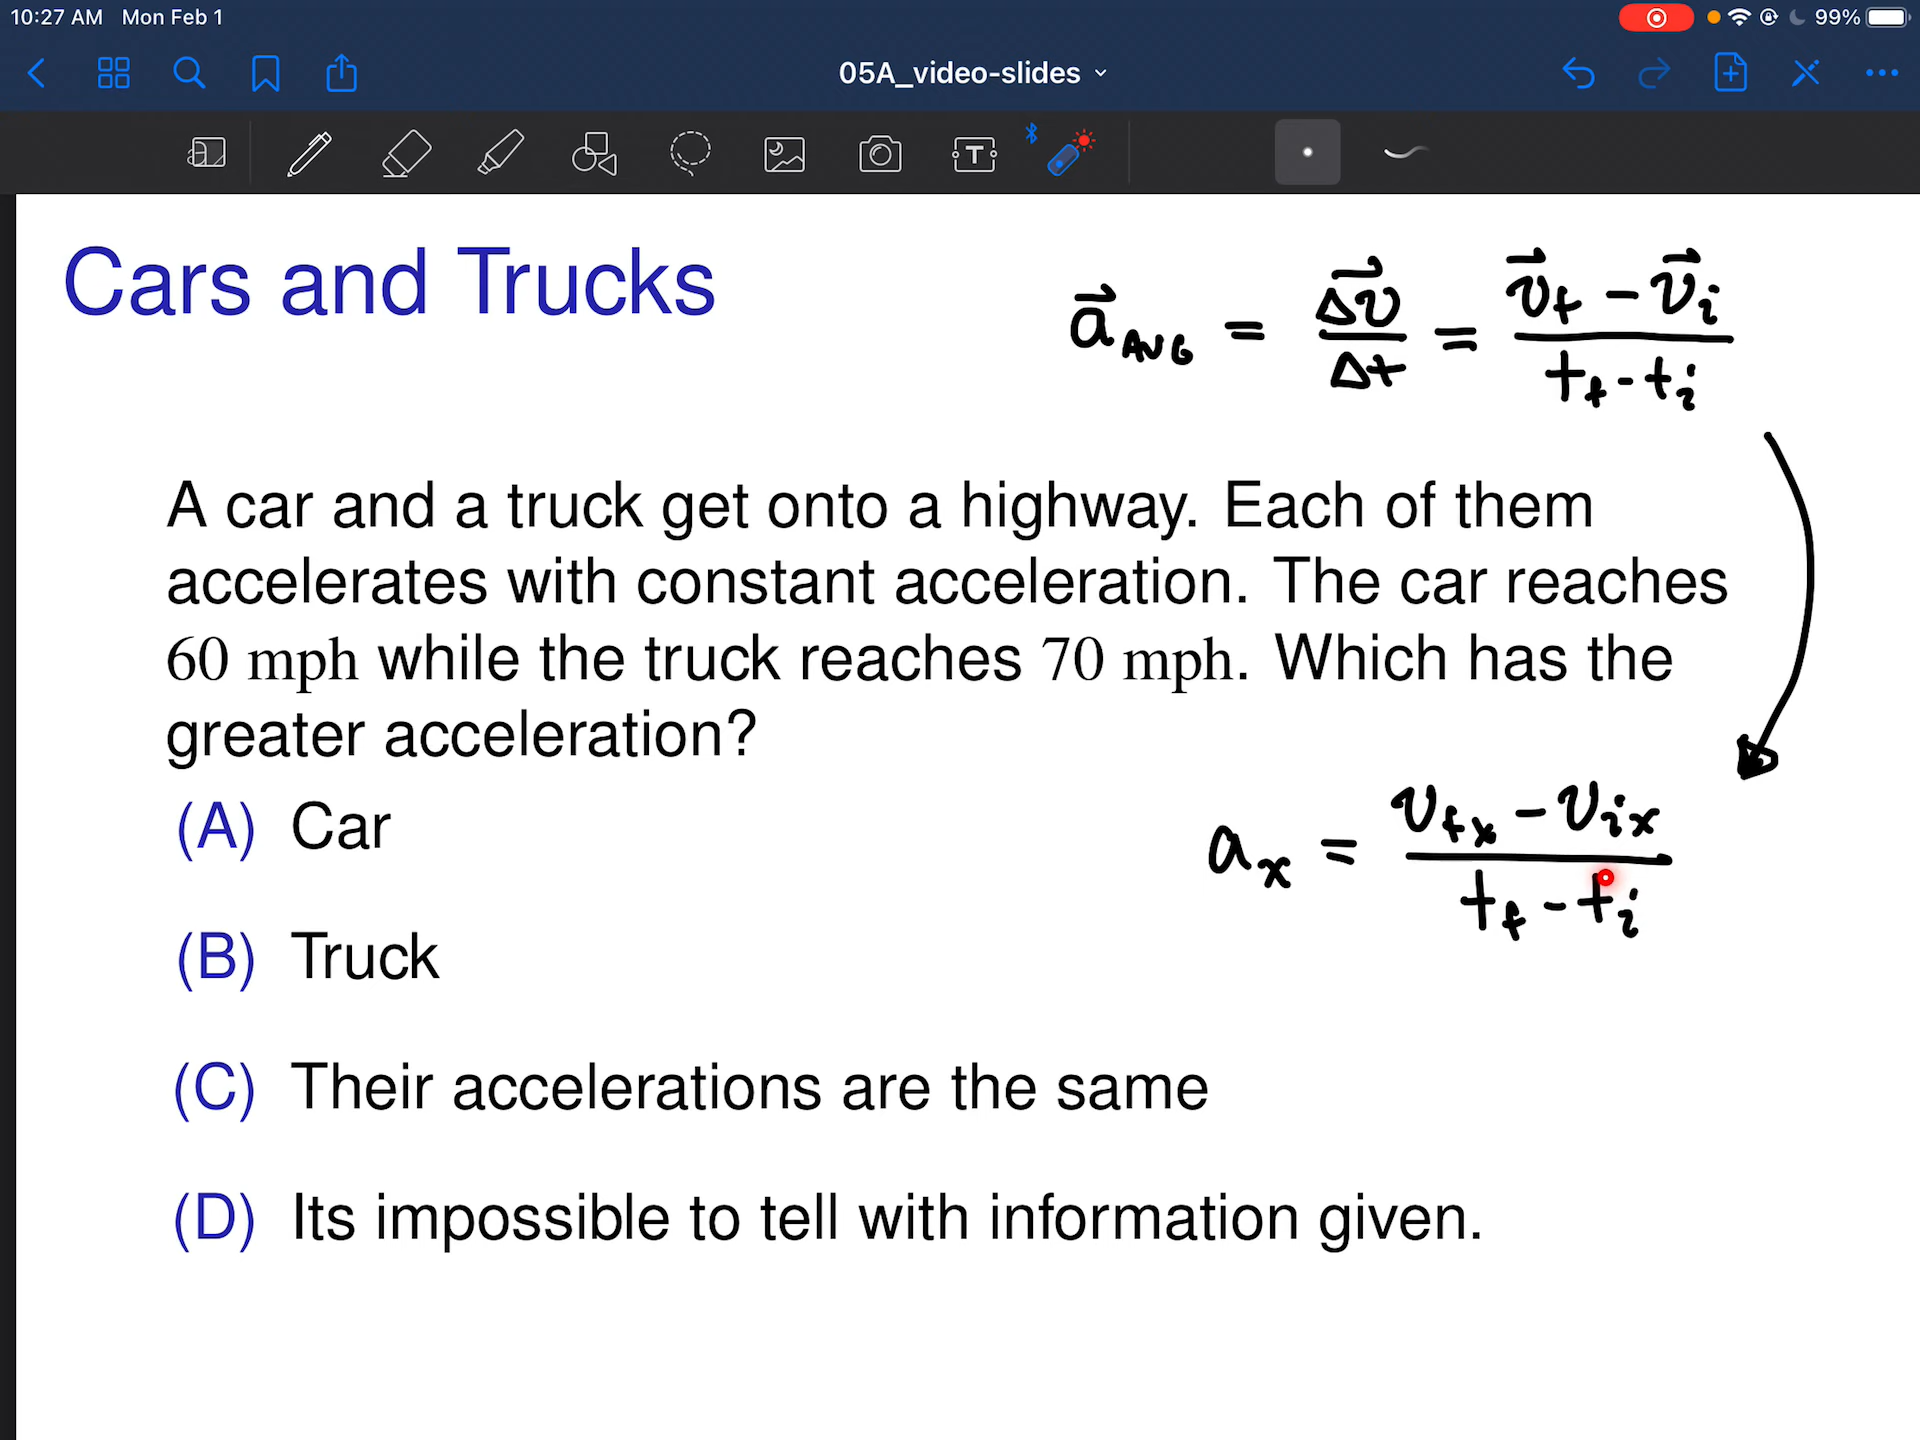 10:27 AM Mon Feb 1
99%
05A_video-slides
Cars and Trucks
a⃗ AVG = Δv⃗ / Δt = (v⃗f − v⃗i) / (tf − ti)
A car and a truck get onto a highway. Each of them
accelerates with constant acceleration. The car reaches
60 mph while the truck reaches 70 mph. Which has the
greater acceleration?
(A) Car
ax = (vfx − vix) / (tf − ti)
(B) Truck
(C) Their accelerations are the same
(D) Its impossible to tell with information given.